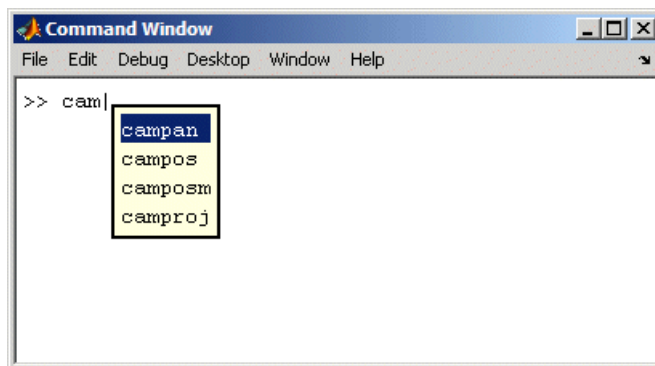 Command Window
File Edit Debug Desktop Window Help
>> cam
campan
campos
camposm
camproj